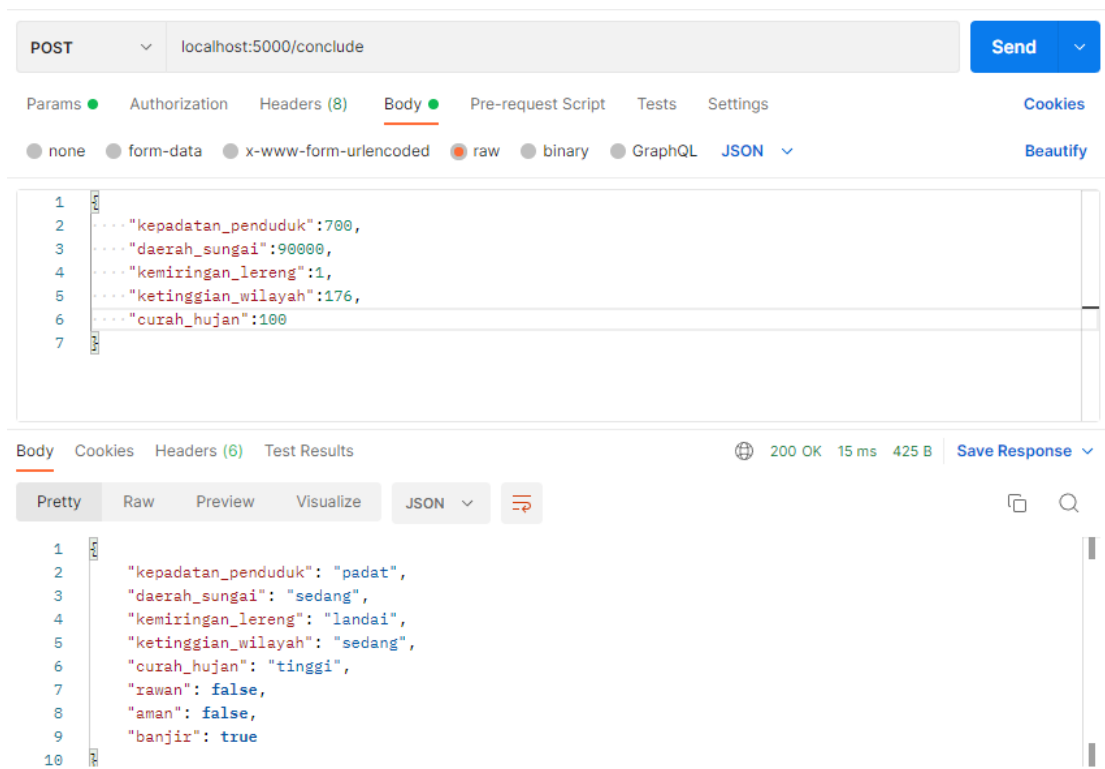 POST localhost:5000/conclude Send
Params Authorization Headers (8) Body Pre-request Script Tests Settings Cookies
none form-data x-www-form-urlencoded raw binary GraphQL JSON Beautify
1 {
2 "kepadatan_penduduk":700,
3 "daerah_sungai":90000,
4 "kemiringan_lereng":1,
5 "ketinggian_wilayah":176,
6 "curah_hujan":100
7 }
Body Cookies Headers (6) Test Results 200 OK 15 ms 425 B Save Response
Pretty Raw Preview Visualize JSON
1 {
2 "kepadatan_penduduk": "padat",
3 "daerah_sungai": "sedang",
4 "kemiringan_lereng": "landai",
5 "ketinggian_wilayah": "sedang",
6 "curah_hujan": "tinggi",
7 "rawan": false,
8 "aman": false,
9 "banjir": true
10 }